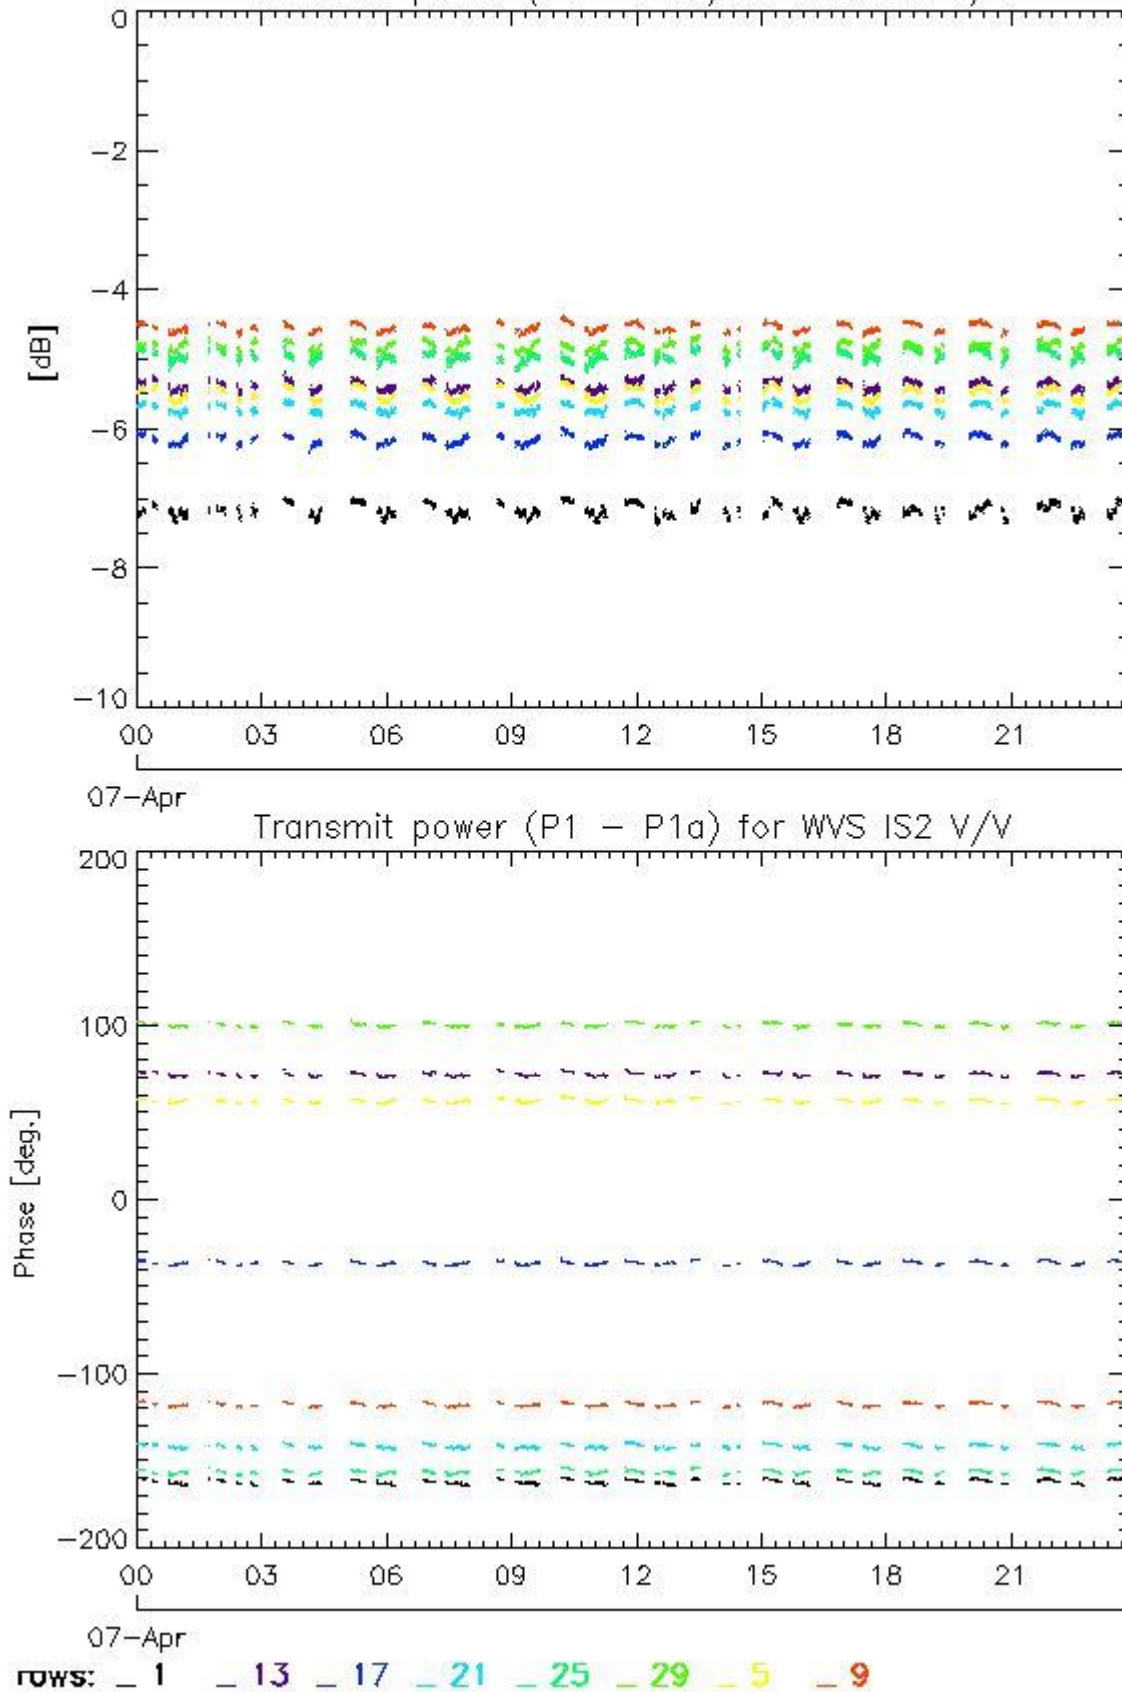 0
-2
-4
[dB]
-6
-8
-10
00 03 06 09 12 15 18 21
07-Apr
Transmit power (P1 - P1a) for WVS IS2 V/V
200
100
Phase [deg.]
0
-100
-200
00 03 06 09 12 15 18 21
07-Apr
rows: _ 1 _ 13 _ 17 _ 21 _ 25 _ 29 _ 5 _ 9